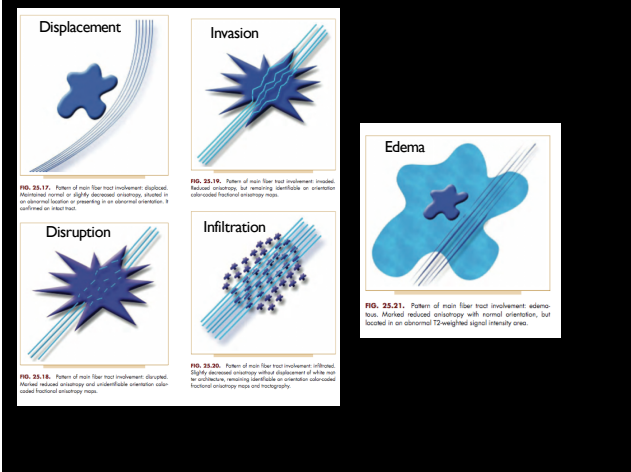 Displacement
FIG. 25.17. Pattern of main fiber tract involvement: displaced.
Maintained normal or slightly decreased anisotropy, situated in
an abnormal location or presenting in an abnormal orientation. It
confirmed an intact tract.
Invasion
FIG. 25.19. Pattern of main fiber tract involvement: invaded.
Reduced anisotropy, but remaining identifiable on orientation
color-coded fractional anisotropy maps.
Disruption
FIG. 25.18. Pattern of main fiber tract involvement: disrupted.
Marked reduced anisotropy and unidentifiable orientation color-
coded fractional anisotropy maps.
Infiltration
FIG. 25.20. Pattern of main fiber tract involvement: infiltrated.
Slightly decreased anisotropy without displacement of white mat-
ter architecture, remaining identifiable on orientation color-coded
fractional anisotropy maps and tractography.
Edema
FIG. 25.21. Pattern of main fiber tract involvement: edema-
tous. Marked reduced anisotropy with normal orientation, but
located in an abnormal T2-weighted signal intensity area.